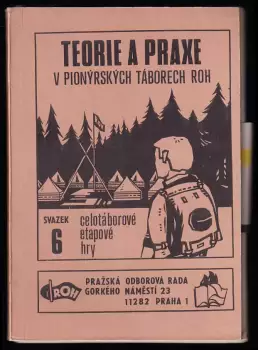 TEORIE A PRAXE
V PIONÝRSKÝCH TÁBORECH ROH
SVAZEK
6
celotáborové
etapové
hry
ROH
PRAŽSKÁ ODBOROVÁ RADA
GORKEHO NÁMĚSTÍ 23
11282 PRAHA 1